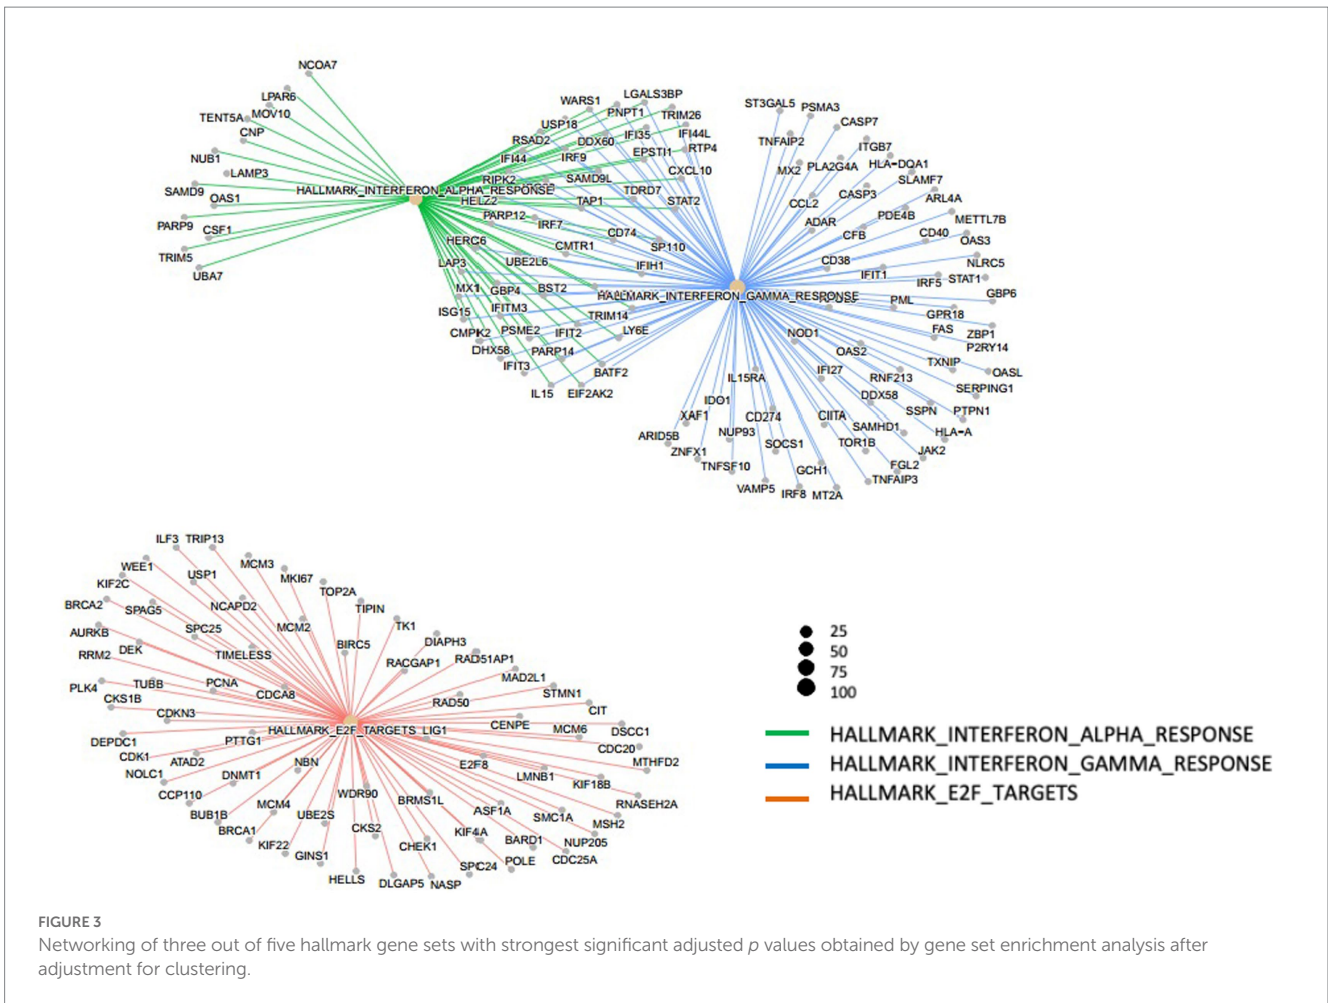 NCOA7
LPAR6
TENT5A MOV10
CNP
NUB1
LAMP3
SAMD9
OAS1
PARP9
CSF1
TRIM5
UBA7
HALLMARK_INTERFERON_ALPHA_RESPONSE
WARS1
LGALS3BP
PNPT1
TRIM26
USP18
IFI35
IFI44L
RSAD2
DDX60
RTP4
IFI44
IRF9
EPSTI1
CXCL10
RIPK2
SAMD9L
TDRD7
HELZ2
TAP1
STAT2
PARP12
IRF7
CD74
HERC6
CMTR1
SP110
LAP3
UBE2L6
IFIH1
MX1
GBP4
BST2
HALLMARK_INTERFERON_GAMMA_RESPONSE
ISG15
IFITM3
TRIM14
CMPK2
PSME2
IFIT2
LY6E
DHX58
PARP14
IFIT3
BATF2
IL15
EIF2AK2
ST3GAL5
PSMA3
CASP7
TNFAIP2
ITGB7
MX2
PLA2G4A
HLA-DQA1
SLAMF7
CASP3
ARL4A
CCL2
PDE4B
METTL7B
ADAR
CFB
CD40
OAS3
CD38
NLRC5
IFIT1
IRF5
STAT1
GBP6
PML
GPR18
NOD1
FAS
ZBP1
OAS2
P2RY14
TXNIP
OASL
IL15RA
IFI27
RNF213
SERPING1
DDX58
IDO1
SSPN
PTPN1
XAF1
CD274
CIITA
SAMHD1
HLA-A
ARID5B
NUP93
ZNFX1
SOCS1
TOR1B
JAK2
TNFSF10
GCH1
FGL2
TNFAIP3
VAMP5
IRF8
MT2A
ILF3
TRIP13
WEE1
MCM3
KIF2C
USP1
MKI67
TOP2A
BRCA2
SPAG5
NCAPD2
TIPIN
AURKB
SPC25
MCM2
TK1
DEK
BIRC5
DIAPH3
RRM2
TIMELESS
RACGAP1
RAD51AP1
PLK4
TUBB
PCNA
MAD2L1
CKS1B
CDCA8
RAD50
STMN1
CDKN3
CIT
HALLMARK_E2F_TARGETS LIG1
CENPE
MCM6
DSCC1
DEPDC1
PTTG1
CDC20
CDK1
ATAD2
NBN
E2F8
MTHFD2
NOLC1
DNMT1
LMNB1
KIF18B
CCP110
WDR90
BRMS1L
RNASEH2A
BUB1B
MCM4
UBE2S
ASF1A
SMC1A
MSH2
BRCA1
CKS2
KIF4A
BARD1
NUP205
KIF22
GINS1
CHEK1
CDC25A
HELLS
DLGAP5
NASP
SPC24
POLE
25
50
75
100
HALLMARK_INTERFERON_ALPHA_RESPONSE
HALLMARK_INTERFERON_GAMMA_RESPONSE
HALLMARK_E2F_TARGETS
FIGURE 3
Networking of three out of five hallmark gene sets with strongest significant adjusted p values obtained by gene set enrichment analysis after
adjustment for clustering.